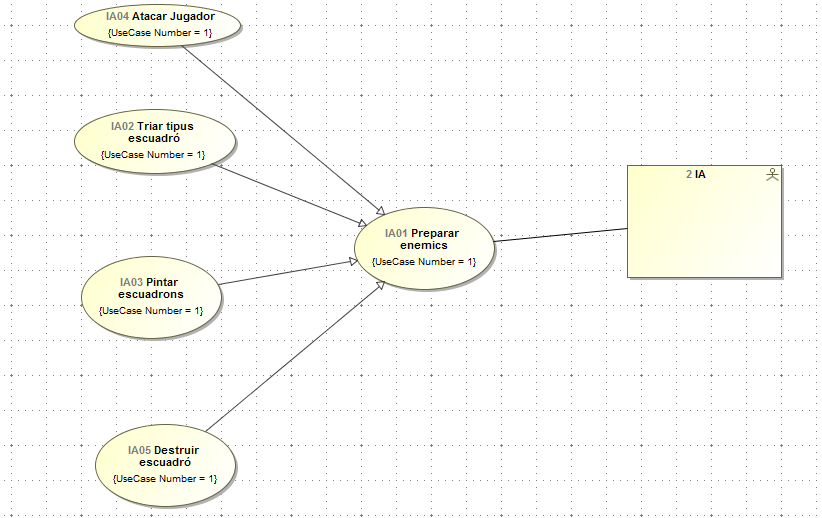 IA04 Atacar Jugador
{UseCase Number = 1}
IA02 Triar tipus
escuadró
{UseCase Number = 1}
2 IA
IA01 Preparar
enemics
{UseCase Number = 1}
IA03 Pintar
escuadrons
{UseCase Number = 1}
IA05 Destruir
escuadró
{UseCase Number = 1}